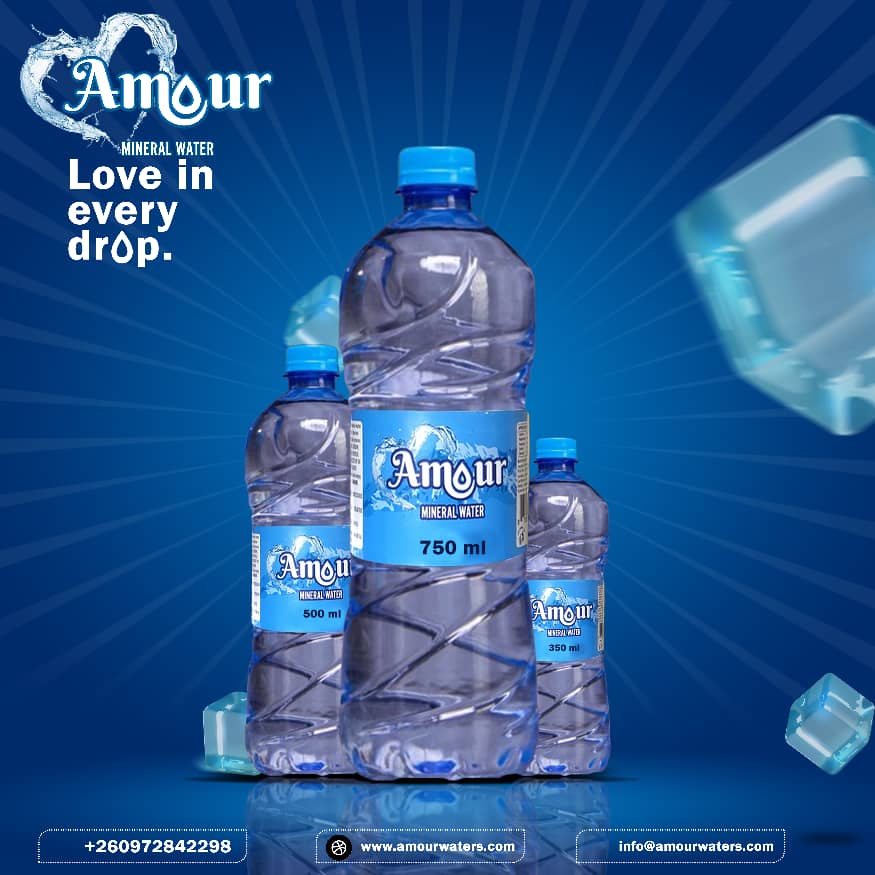 Amour
MINERAL WATER
Love in
every
drop.
Amour
MINERAL WATER
750 ml
Amour
MINERAL WATER
500 ml
Amour
MINERAL WATER
350 ml
+260972842298
www.amourwaters.com
info@amourwaters.com